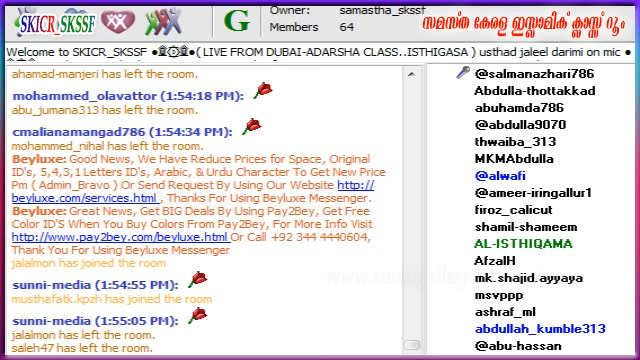 SKICR_SKSSF
G
Owner: samastha_skssf
Members 64
സമസ്ത കേരള ഇസ്ലാമിക് ക്ലാസ്സ് റൂം
Welcome to SKICR_SKSSF ( LIVE FROM DUBAI-ADARSHA CLASS..ISTHIGASA ) usthad jaleel darimi on mic
ahamad-manjeri has left the room.
mohammed_olavattor (1:54:18 PM):
abu_jumana313 has left the room.
cmalianamangad786 (1:54:34 PM):
mohammed_nihal has left the room.
Beyluxe: Good News, We Have Reduce Prices for Space, Original
ID's, 5,4,3,1 Letters ID's, Arabic, & Urdu Character To Get New Price
Pm ( Admin_Bravo ) Or Send Request By Using Our Website http://
beyluxe.com/services.html , Thanks For Using Beyluxe Messenger.
Beyluxe: Great News, Get BIG Deals By Using Pay2Bey, Get Free
Color ID'S When You Buy Colors From Pay2Bey, For More Info Visit
http://www.pay2bey.com/beyluxe.html Or Call +92 344 4440604,
Thank You For Using Beyluxe Messenger
jalalmon has joined the room
sunni-media (1:54:55 PM):
musthafatk.kpzh has joined the room
sunni-media (1:55:05 PM):
jalalmon has left the room.
saleh47 has left the room.
@salmanazhari786
Abdulla-thottakkad
abuhamda786
@abdulla9070
thwaiba_313
MKMAbdulla
@alwafi
@ameer-iringallur1
firoz_calicut
shamil-shameem
AL-ISTHIQAMA
AfzalH
mk.shajid.ayyaya
msvppp
ashraf_ml
abdullah_kumble313
@abu-hassan